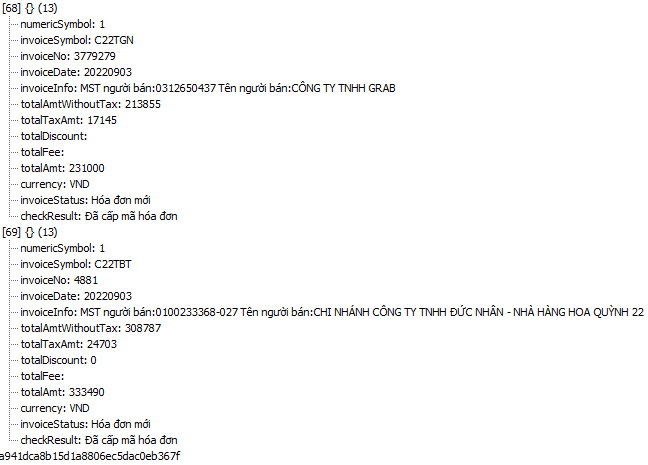 [68] {} (13)
numericSymbol: 1
invoiceSymbol: C22TGN
invoiceNo: 3779279
invoiceDate: 20220903
invoiceInfo: MST người bán:0312650437 Tên người bán:CÔNG TY TNHH GRAB
totalAmtWithoutTax: 213855
totalTaxAmt: 17145
totalDiscount:
totalFee:
totalAmt: 231000
currency: VND
invoiceStatus: Hóa đơn mới
checkResult: Đã cấp mã hóa đơn
[69] {} (13)
numericSymbol: 1
invoiceSymbol: C22TBT
invoiceNo: 4881
invoiceDate: 20220903
invoiceInfo: MST người bán:0100233368-027 Tên người bán:CHI NHÁNH CÔNG TY TNHH ĐỨC NHÂN - NHÀ HÀNG HOA QUỲNH 22
totalAmtWithoutTax: 308787
totalTaxAmt: 24703
totalDiscount: 0
totalFee:
totalAmt: 333490
currency: VND
invoiceStatus: Hóa đơn mới
checkResult: Đã cấp mã hóa đơn
a941dca8b15d1a8806ec5dac0eb367f